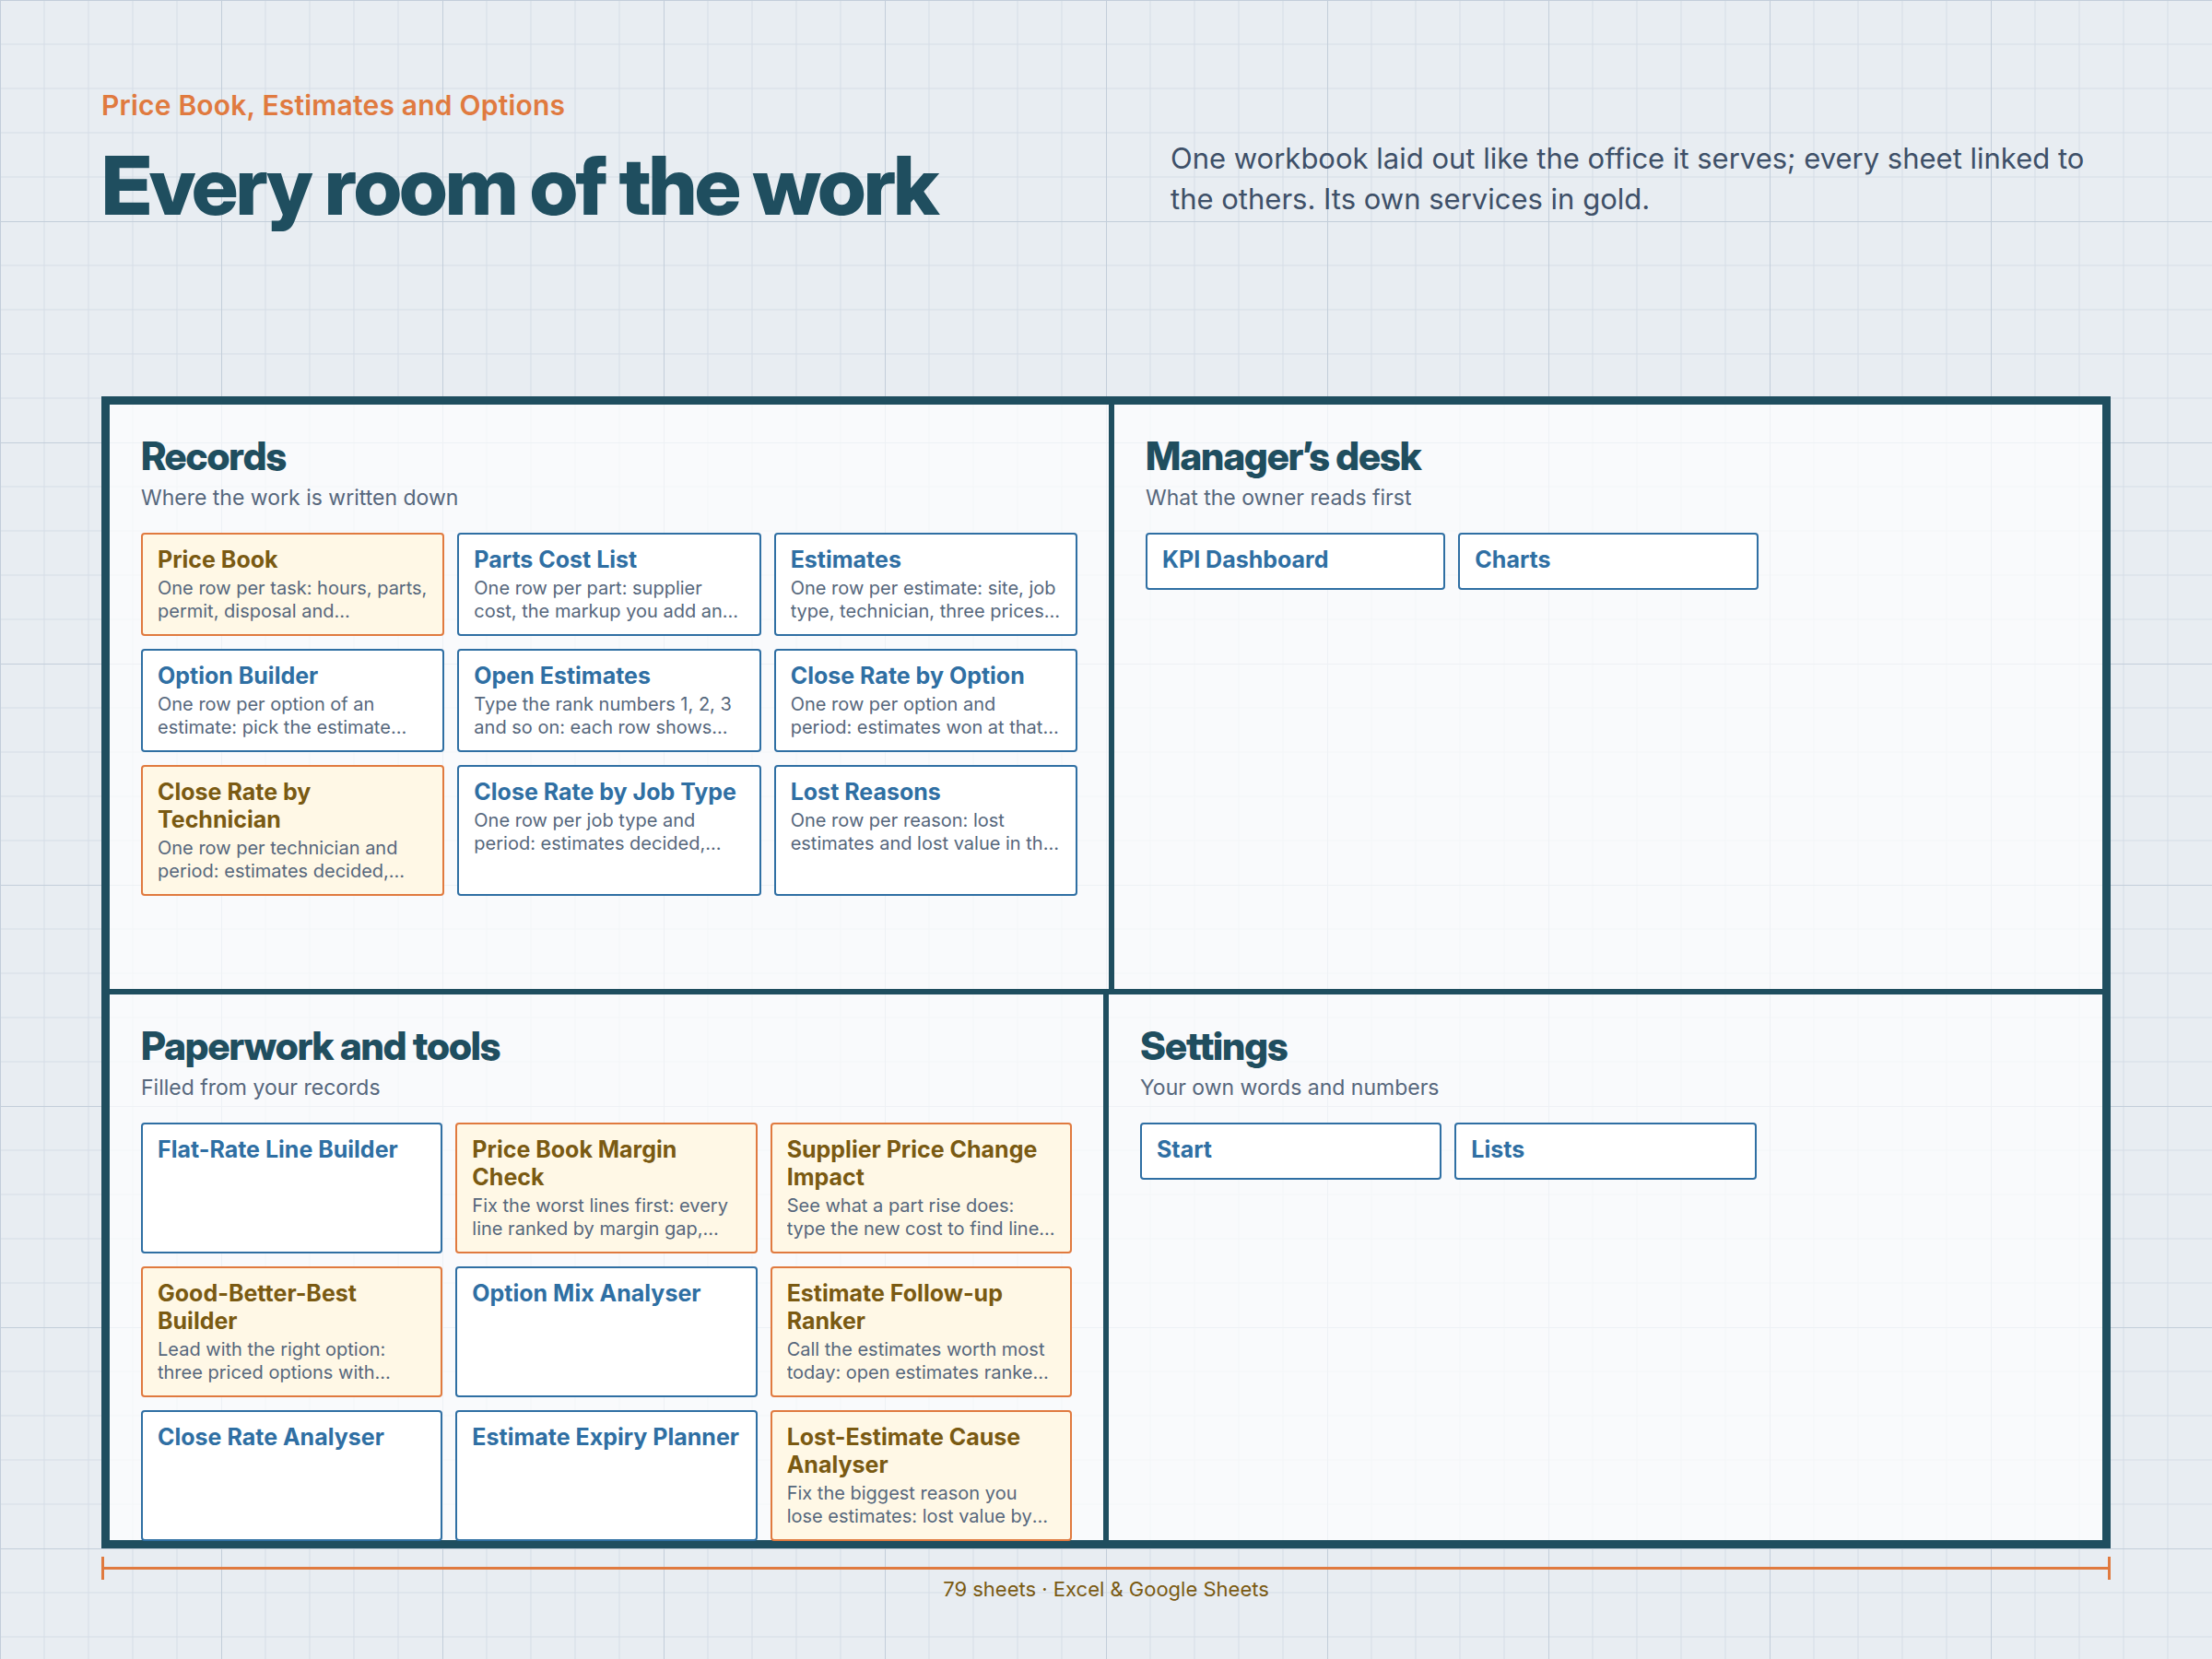 Price Book, Estimates and Options
Every room of the work
One workbook laid out like the office it serves; every sheet linked to
the others. Its own services in gold.
Records
Where the work is written down
Price Book
One row per task: hours, parts,
permit, disposal and...
Parts Cost List
One row per part: supplier
cost, the markup you add an...
Estimates
One row per estimate: site, job
type, technician, three prices...
Option Builder
One row per option of an
estimate: pick the estimate...
Open Estimates
Type the rank numbers 1, 2, 3
and so on: each row shows...
Close Rate by Option
One row per option and
period: estimates won at that...
Close Rate by
Technician
One row per technician and
period: estimates decided,...
Close Rate by Job Type
One row per job type and
period: estimates decided,...
Lost Reasons
One row per reason: lost
estimates and lost value in th...
Manager’s desk
What the owner reads first
KPI Dashboard
Charts
Paperwork and tools
Filled from your records
Flat-Rate Line Builder
Price Book Margin
Check
Fix the worst lines first: every
line ranked by margin gap,...
Supplier Price Change
Impact
See what a part rise does:
type the new cost to find line...
Good-Better-Best
Builder
Lead with the right option:
three priced options with...
Option Mix Analyser
Estimate Follow-up
Ranker
Call the estimates worth most
today: open estimates ranke...
Close Rate Analyser
Estimate Expiry Planner
Lost-Estimate Cause
Analyser
Fix the biggest reason you
lose estimates: lost value by...
Settings
Your own words and numbers
Start
Lists
79 sheets · Excel & Google Sheets